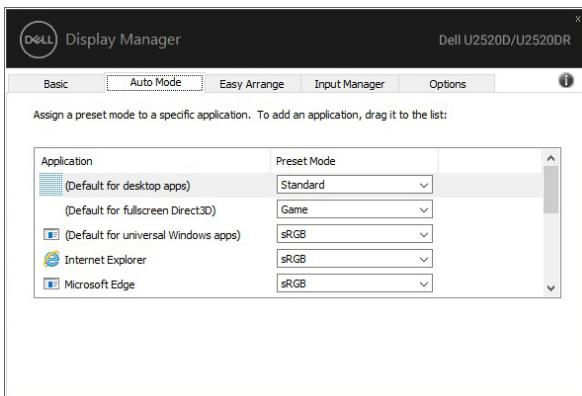 DELL Display Manager Dell U2520D/U2520DR
Basic Auto Mode Easy Arrange Input Manager Options
Assign a preset mode to a specific application. To add an application, drag it to the list:
Application Preset Mode
(Default for desktop apps) Standard
(Default for fullscreen Direct3D) Game
(Default for universal Windows apps) sRGB
Internet Explorer sRGB
Microsoft Edge sRGB